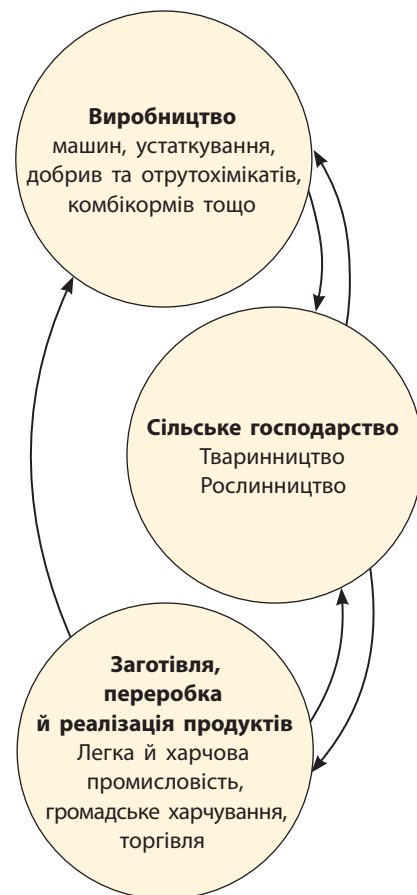 Виробництво
машин, устаткування,
добрив та отрутохімікатів,
комбікормів тощо
Сільське господарство
Тваринництво
Рослинництво
Заготівля,
переробка
й реалізація продуктів
Легка й харчова
промисловість,
громадське харчування,
торгівля